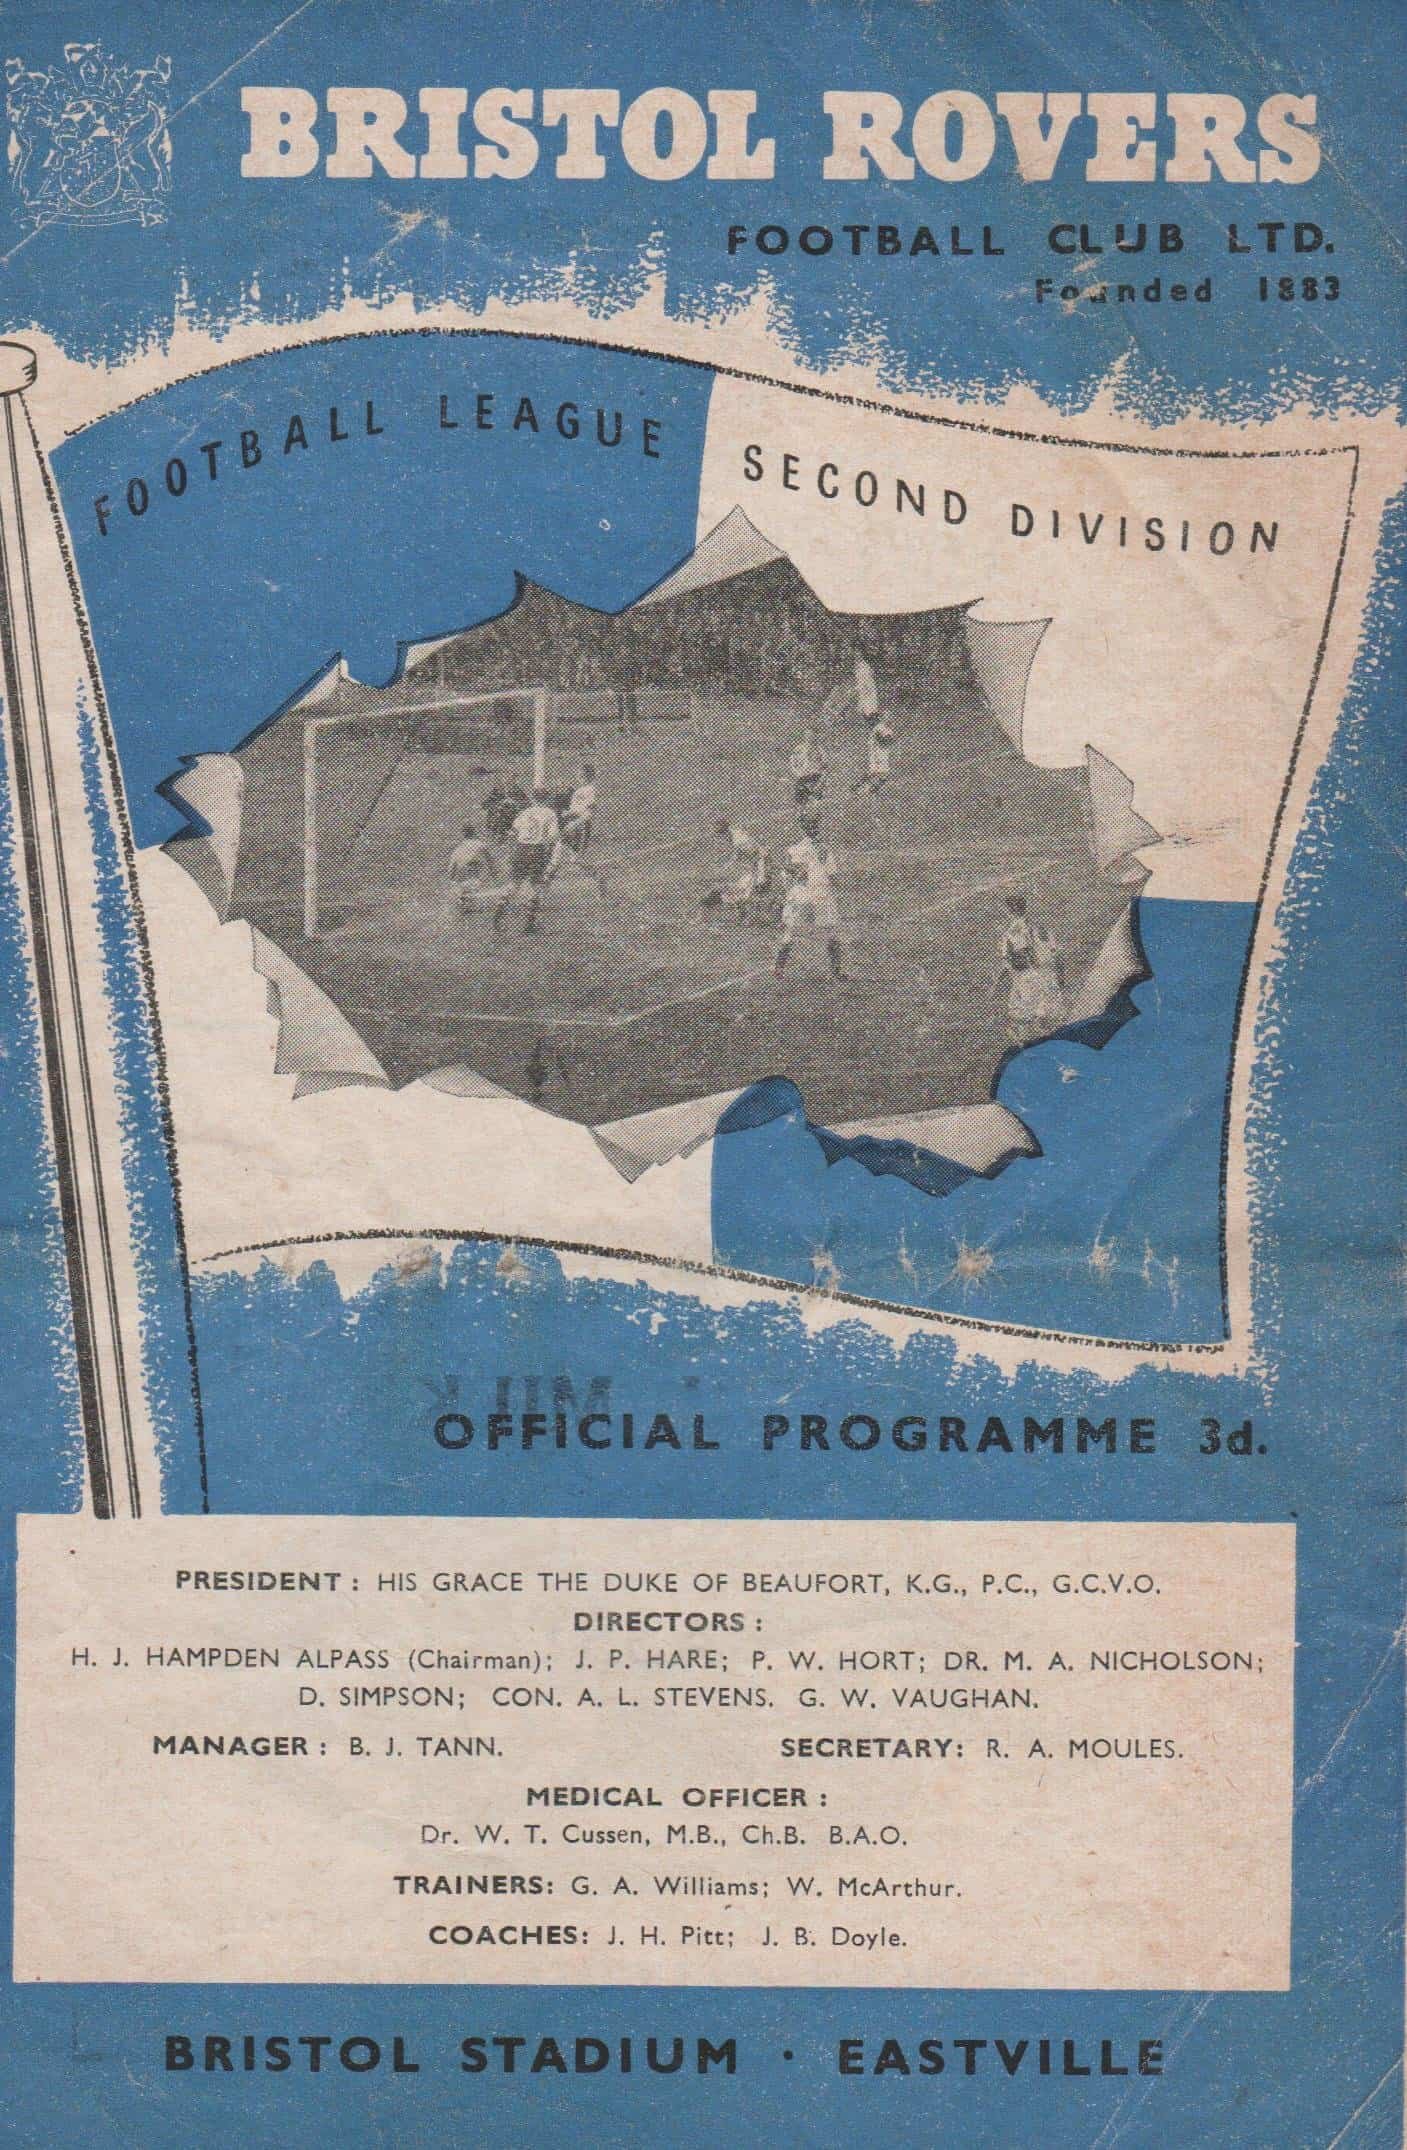 BRISTOL ROVERS
FOOTBALL CLUB LTD.
Founded 1883
FOOTBALL LEAGUE SECOND DIVISION
MILK
OFFICIAL PROGRAMME 3d.
PRESIDENT : HIS GRACE THE DUKE OF BEAUFORT, K.G., P.C., G.C.V.O.
DIRECTORS :
H. J. HAMPDEN ALPASS (Chairman); J. P. HARE; P. W. HORT; DR. M. A. NICHOLSON;
D. SIMPSON; CON. A. L. STEVENS. G. W. VAUGHAN.
MANAGER : B. J. TANN. SECRETARY: R. A. MOULES.
MEDICAL OFFICER :
Dr. W. T. Cussen, M.B., Ch.B. B.A.O.
TRAINERS: G. A. Williams; W. McArthur.
COACHES: J. H. Pitt; J. B. Doyle.
BRISTOL STADIUM · EASTVILLE